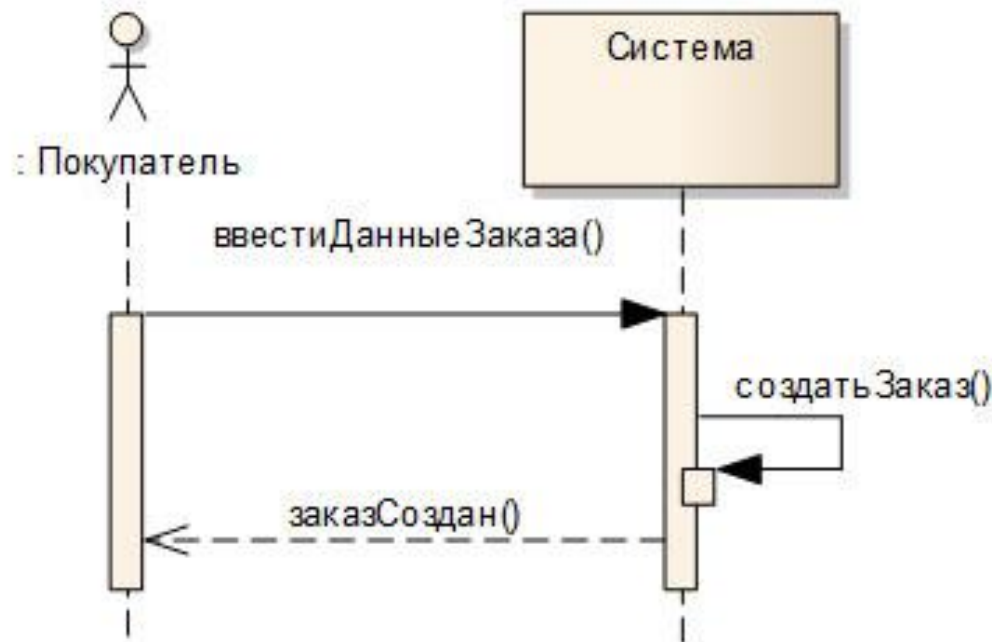 Система
: Покупатель
ввестиДанныеЗаказа()
создатьЗаказ()
заказСоздан()